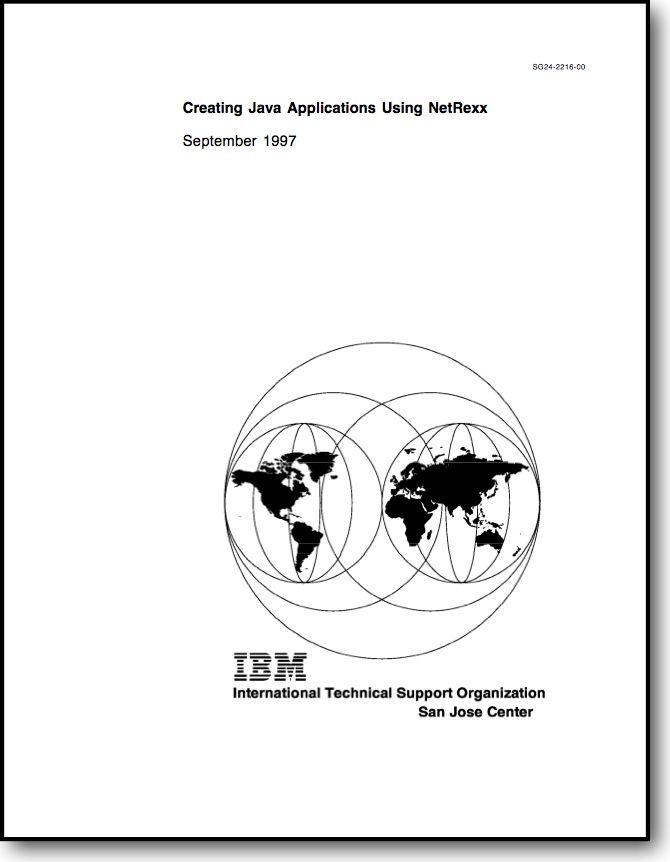 SG24-2216-00
Creating Java Applications Using NetRexx
September 1997
IBM
International Technical Support Organization
San Jose Center